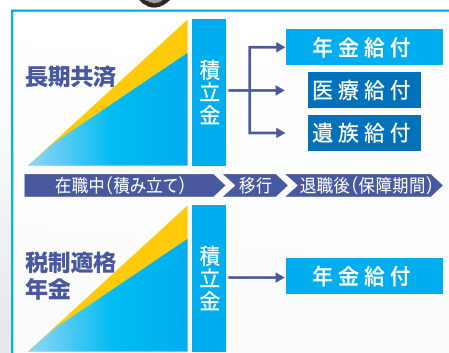 長期共済
積立金
年金給付
医療給付
遺族給付
在職中(積み立て)
移行
退職後(保障期間)
税制適格
年金
積立金
年金給付